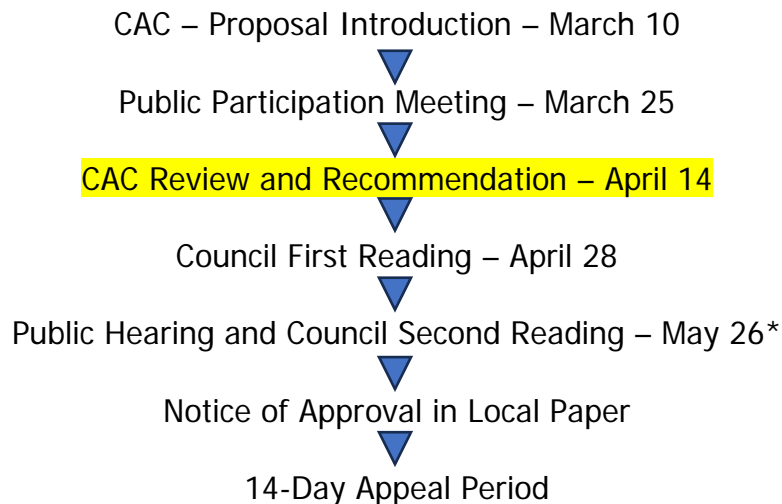 CAC – Proposal Introduction – March 10
Public Participation Meeting – March 25
CAC Review and Recommendation – April 14
Council First Reading – April 28
Public Hearing and Council Second Reading – May 26*
Notice of Approval in Local Paper
14-Day Appeal Period